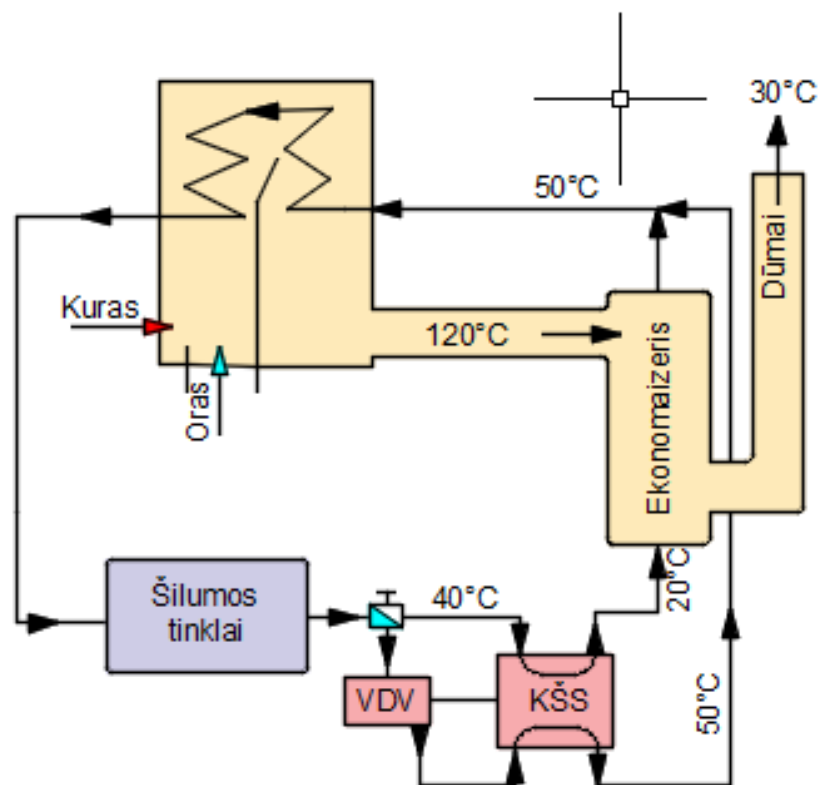 30°C
50°C
Dūmai
Kuras
120°C
Oras
Ekonomaizeris
Šilumos
tinklai
40°C
20°C
VDV
KŠS
50°C